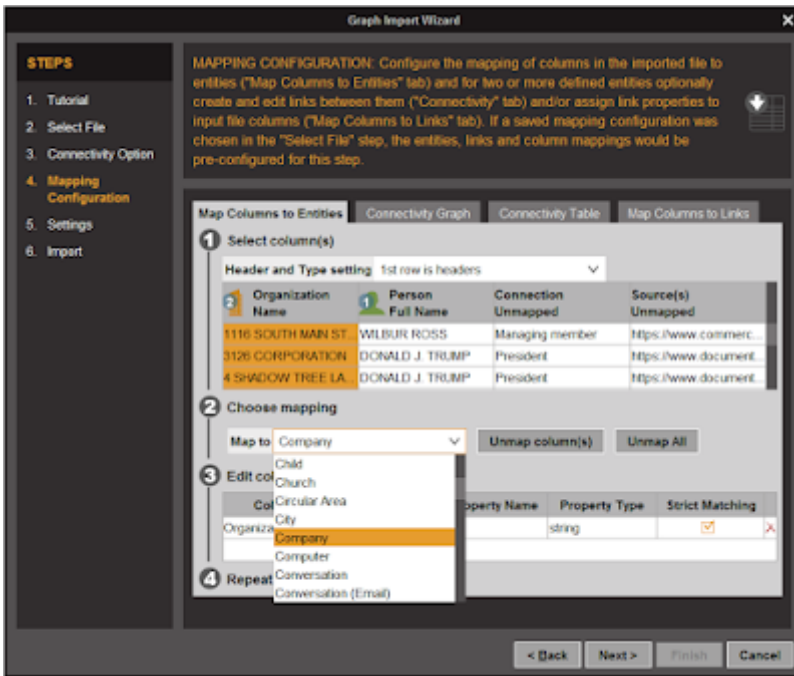 Graph Import Wizard
STEPS
1. Tutorial
2. Select File
3. Connectivity Option
4. Mapping
Configuration
5. Settings
6. Import
MAPPING CONFIGURATION: Configure the mapping of columns in the imported file to
entities ("Map Columns to Entities" tab) and for two or more defined entities optionally
create and edit links between them ("Connectivity" tab) and/or assign link properties to
input file columns ("Map Columns to Links" tab). If a saved mapping configuration was
chosen in the "Select File" step, the entities, links and column mappings would be
pre-configured for this step.
Map Columns to Entities Connectivity Graph Connectivity Table Map Columns to Links
1 Select column(s)
Header and Type setting 1st row is headers
2 Organization Name 1 Person Full Name Connection Unmapped Source(s) Unmapped
1116 SOUTH MAIN ST... WILBUR ROSS Managing member https://www.commerc...
3126 CORPORATION DONALD J. TRUMP President https://www.document...
4 SHADOW TREE LA... DONALD J. TRUMP President https://www.document...
2 Choose mapping
Map to Company Unmap column(s) Unmap All
Child
3 Edit col
Church
Circular Area
Col operty Name Property Type Strict Matching
City
Organiza string X
Company
Computer
Conversation
4 Repeat
Conversation (Email)
< Back Next > Finish Cancel